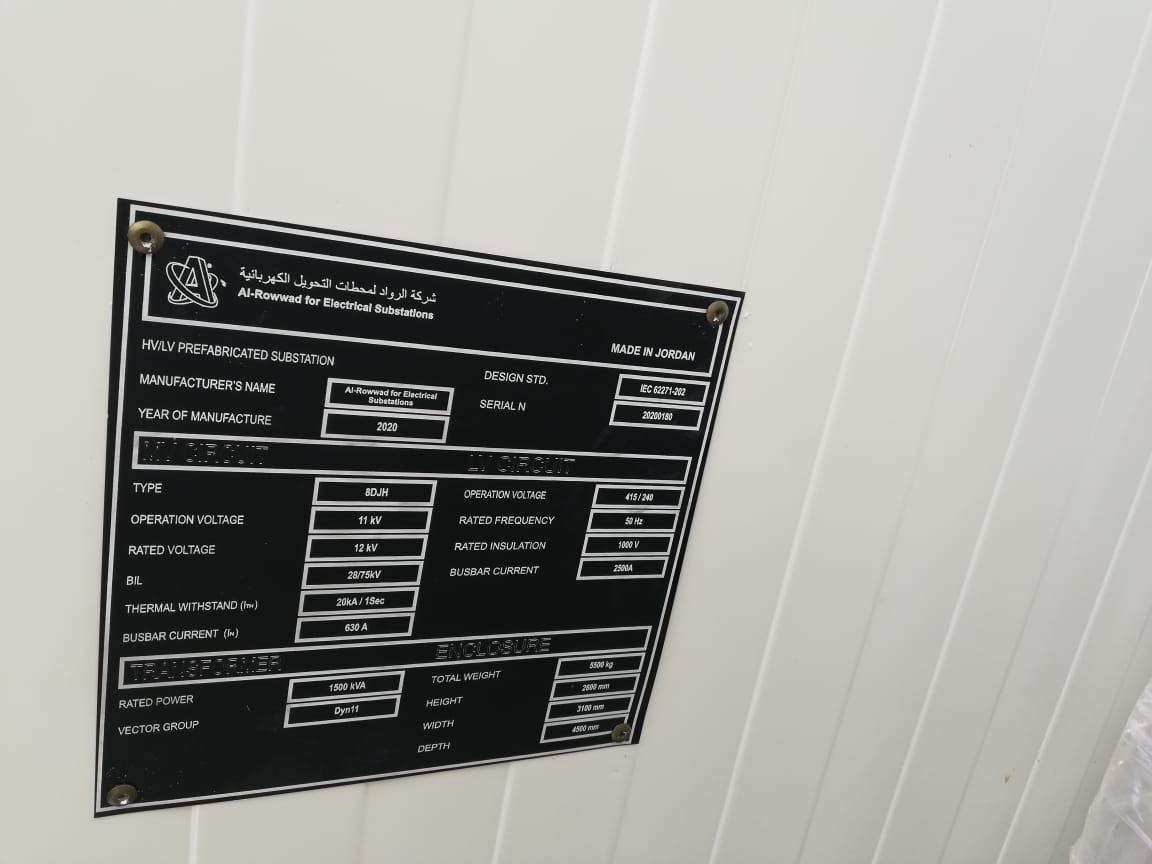 شركة الرواد لمحطات التحويل الكهربائية
Al-Rowwad for Electrical Substations
MADE IN JORDAN
HV/LV PREFABRICATED SUBSTATION
DESIGN STD. IEC 62271-202
MANUFACTURER'S NAME Al-Rowwad for Electrical Substations
SERIAL N 20200180
YEAR OF MANUFACTURE 2020
MV CIRCUIT LV CIRCUIT
TYPE 8DJH OPERATION VOLTAGE 415 / 240
OPERATION VOLTAGE 11 kV RATED FREQUENCY 50 Hz
RATED VOLTAGE 12 kV RATED INSULATION 1000 V
BIL 28/75kV BUSBAR CURRENT 2500A
THERMAL WITHSTAND (ITH) 20kA / 1Sec
BUSBAR CURRENT (IN) 630 A
TRANSFORMER ENCLOSURE
RATED POWER 1500 kVA TOTAL WEIGHT 5500 kg
VECTOR GROUP Dyn11 HEIGHT 2600 mm
WIDTH 3100 mm
DEPTH 4500 mm